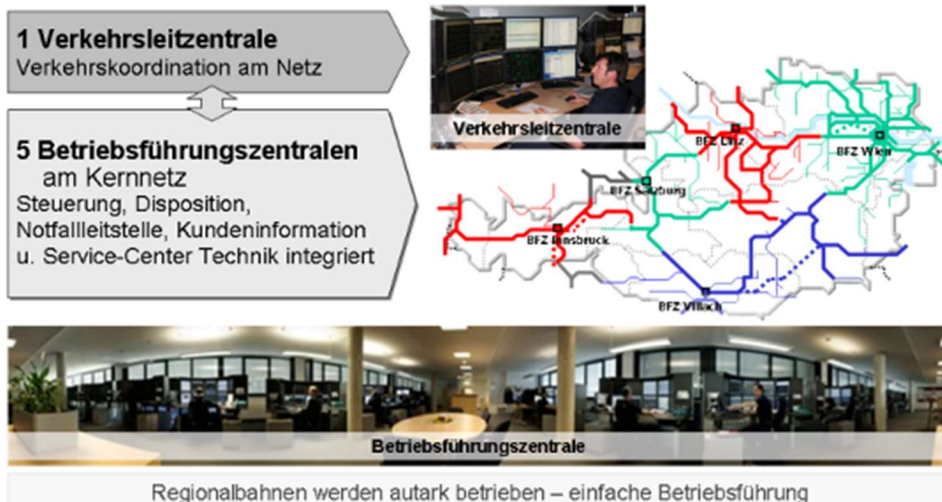 1 Verkehrsleitzentrale
Verkehrskoordination am Netz
5 Betriebsführungszentralen
am Kernnetz
Steuerung, Disposition,
Notfallleitstelle, Kundeninformation
u. Service-Center Technik integriert
Verkehrsleitzentrale
BFZ Linz
BFZ Wien
BFZ Salzburg
BFZ Innsbruck
BFZ Villach
Betriebsführungszentrale
Regionalbahnen werden autark betrieben – einfache Betriebsführung